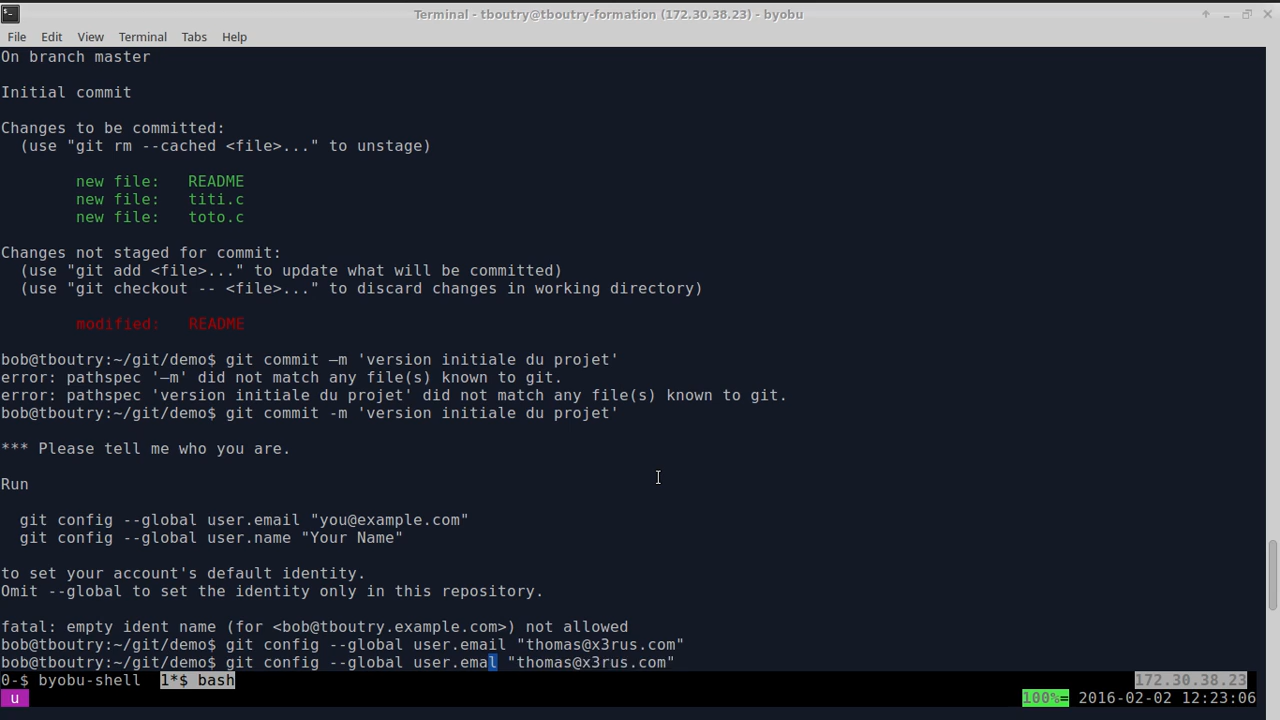 Terminal - tboutry@tboutry-formation (172.30.38.23) - byobu
File Edit View Terminal Tabs Help
On branch master
Initial commit
Changes to be committed:
(use "git rm --cached <file>..." to unstage)
new file: README
new file: titi.c
new file: toto.c
Changes not staged for commit:
(use "git add <file>..." to update what will be committed)
(use "git checkout -- <file>..." to discard changes in working directory)
modified: README
bob@tboutry:~/git/demo$ git commit –m 'version initiale du projet'
error: pathspec '–m' did not match any file(s) known to git.
error: pathspec 'version initiale du projet' did not match any file(s) known to git.
bob@tboutry:~/git/demo$ git commit -m 'version initiale du projet'
*** Please tell me who you are.
Run
git config --global user.email "you@example.com"
git config --global user.name "Your Name"
to set your account's default identity.
Omit --global to set the identity only in this repository.
fatal: empty ident name (for <bob@tboutry.example.com>) not allowed
bob@tboutry:~/git/demo$ git config --global user.email "thomas@x3rus.com"
bob@tboutry:~/git/demo$ git config --global user.emal "thomas@x3rus.com"
0-$ byobu-shell 1*$ bash 172.30.38.23
u 100%= 2016-02-02 12:23:06